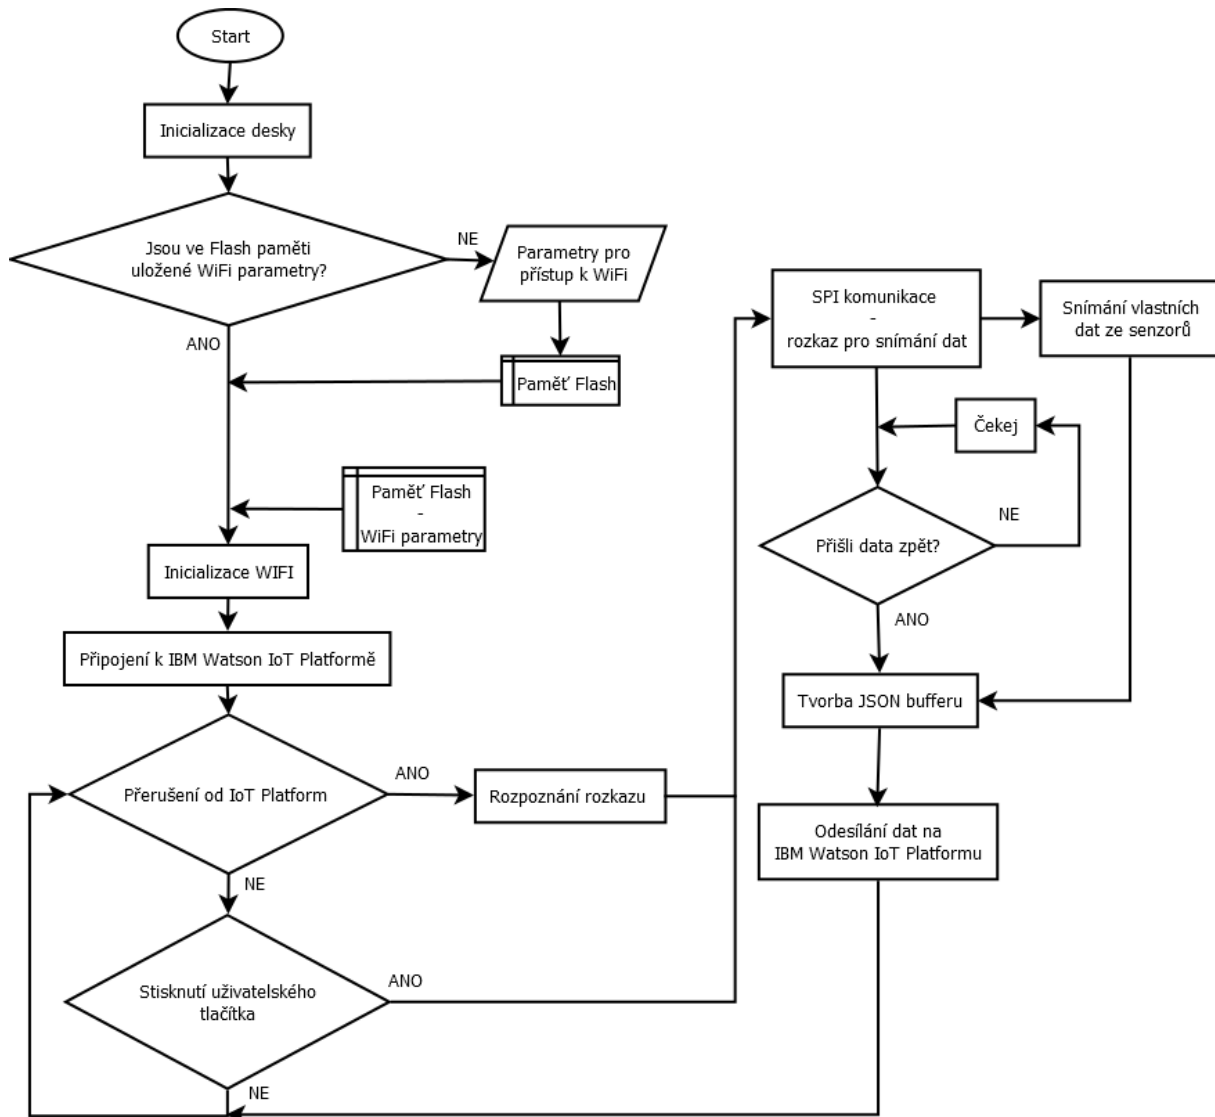 Start
Inicializace desky
Jsou ve Flash paměti
uložené WiFi parametry?
NE
Parametry pro
přístup k WiFi
ANO
Paměť Flash
Paměť Flash
-
WiFi parametry
Inicializace WIFI
Připojení k IBM Watson IoT Platformě
Přerušení od IoT Platform
ANO
Rozpoznání rozkazu
NE
Stisknutí uživatelského
tlačítka
ANO
NE
SPI komunikace
-
rozkaz pro snímání dat
Snímání vlastních
dat ze senzorů
Čekej
NE
Přišli data zpět?
ANO
Tvorba JSON bufferu
Odesílání dat na
IBM Watson IoT Platformu